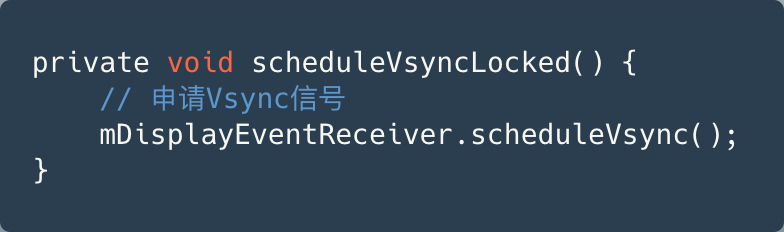 private void scheduleVsyncLocked() {
    // 申请Vsync信号
    mDisplayEventReceiver.scheduleVsync();
}